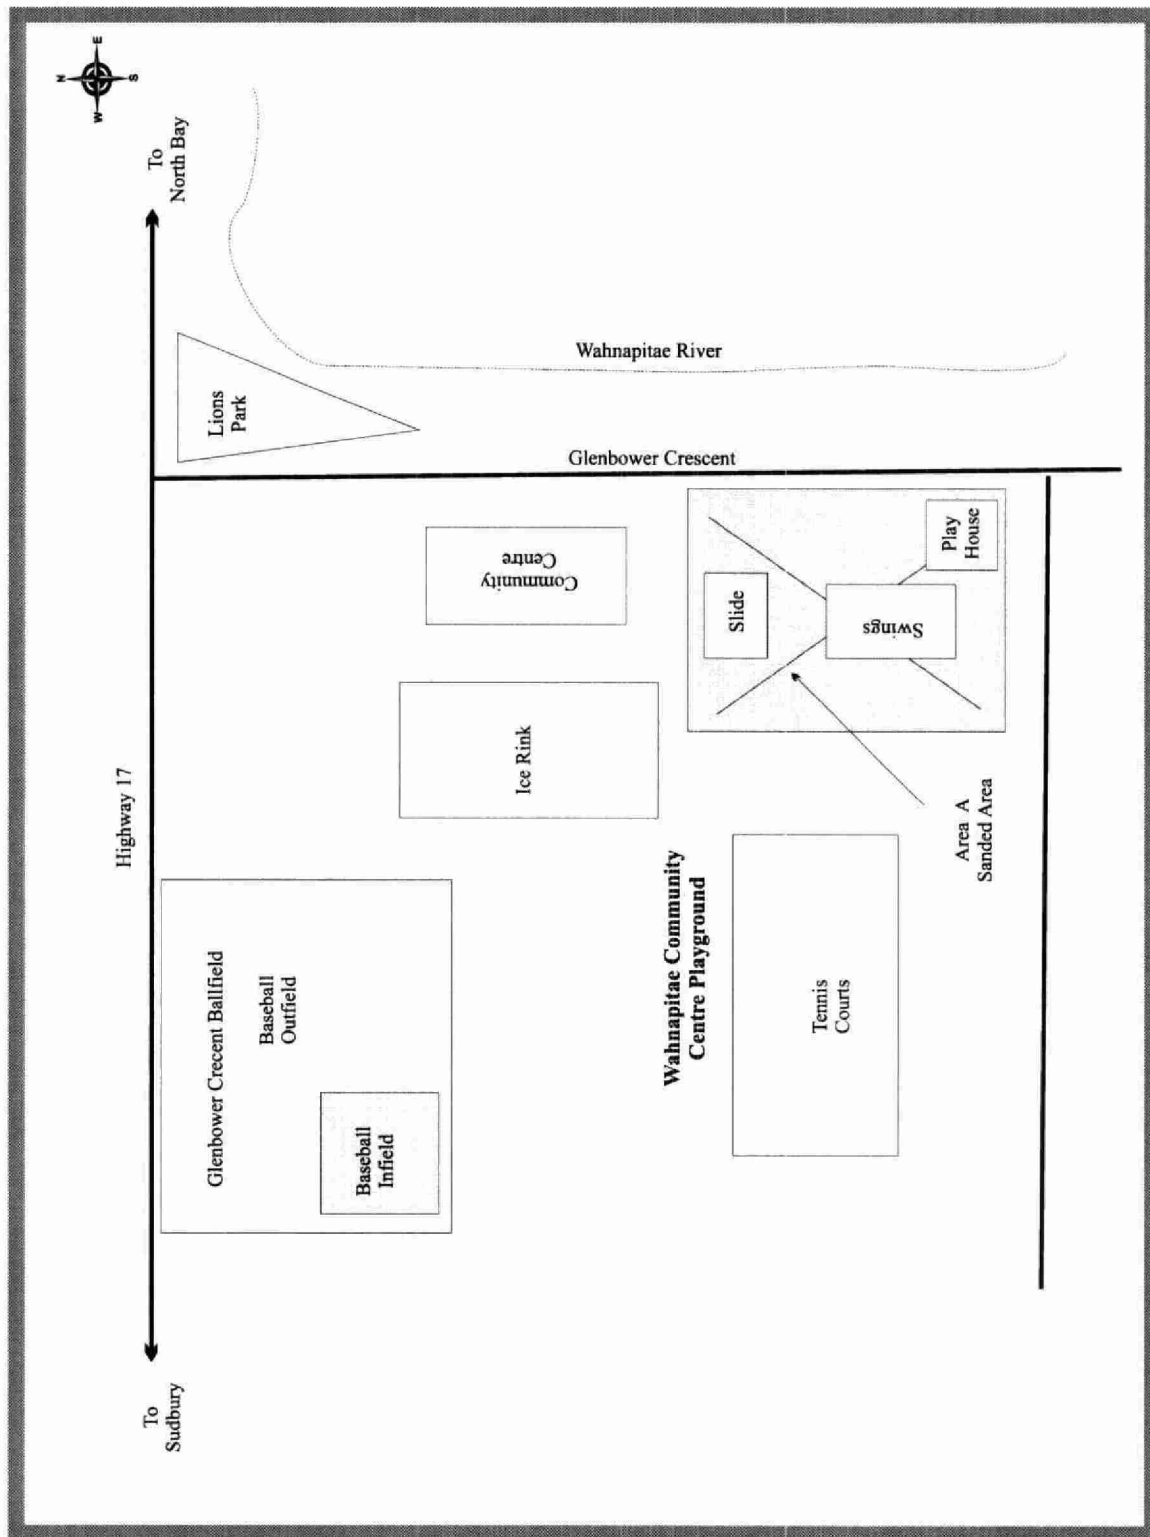 N
E
S
W
To
Sudbury
Highway 17
To
North Bay
Glenbower Crecent Ballfield
Baseball
Outfield
Baseball
Infield
Lions
Park
Ice Rink
Community
Centre
Wahnapitae River
Glenbower Crescent
Wahnapitae Community
Centre Playground
Tennis
Courts
Slide
Swings
Play
House
Area A
Sanded Area